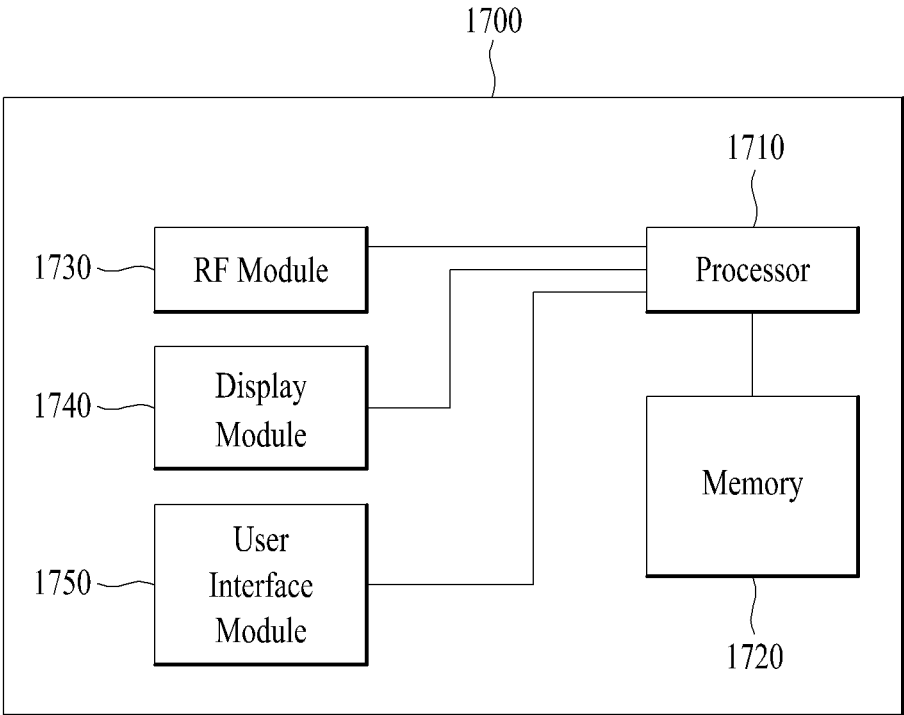 1700
1710
1730
RF Module
Processor
1740
Display
Module
Memory
1750
User
Interface
Module
1720